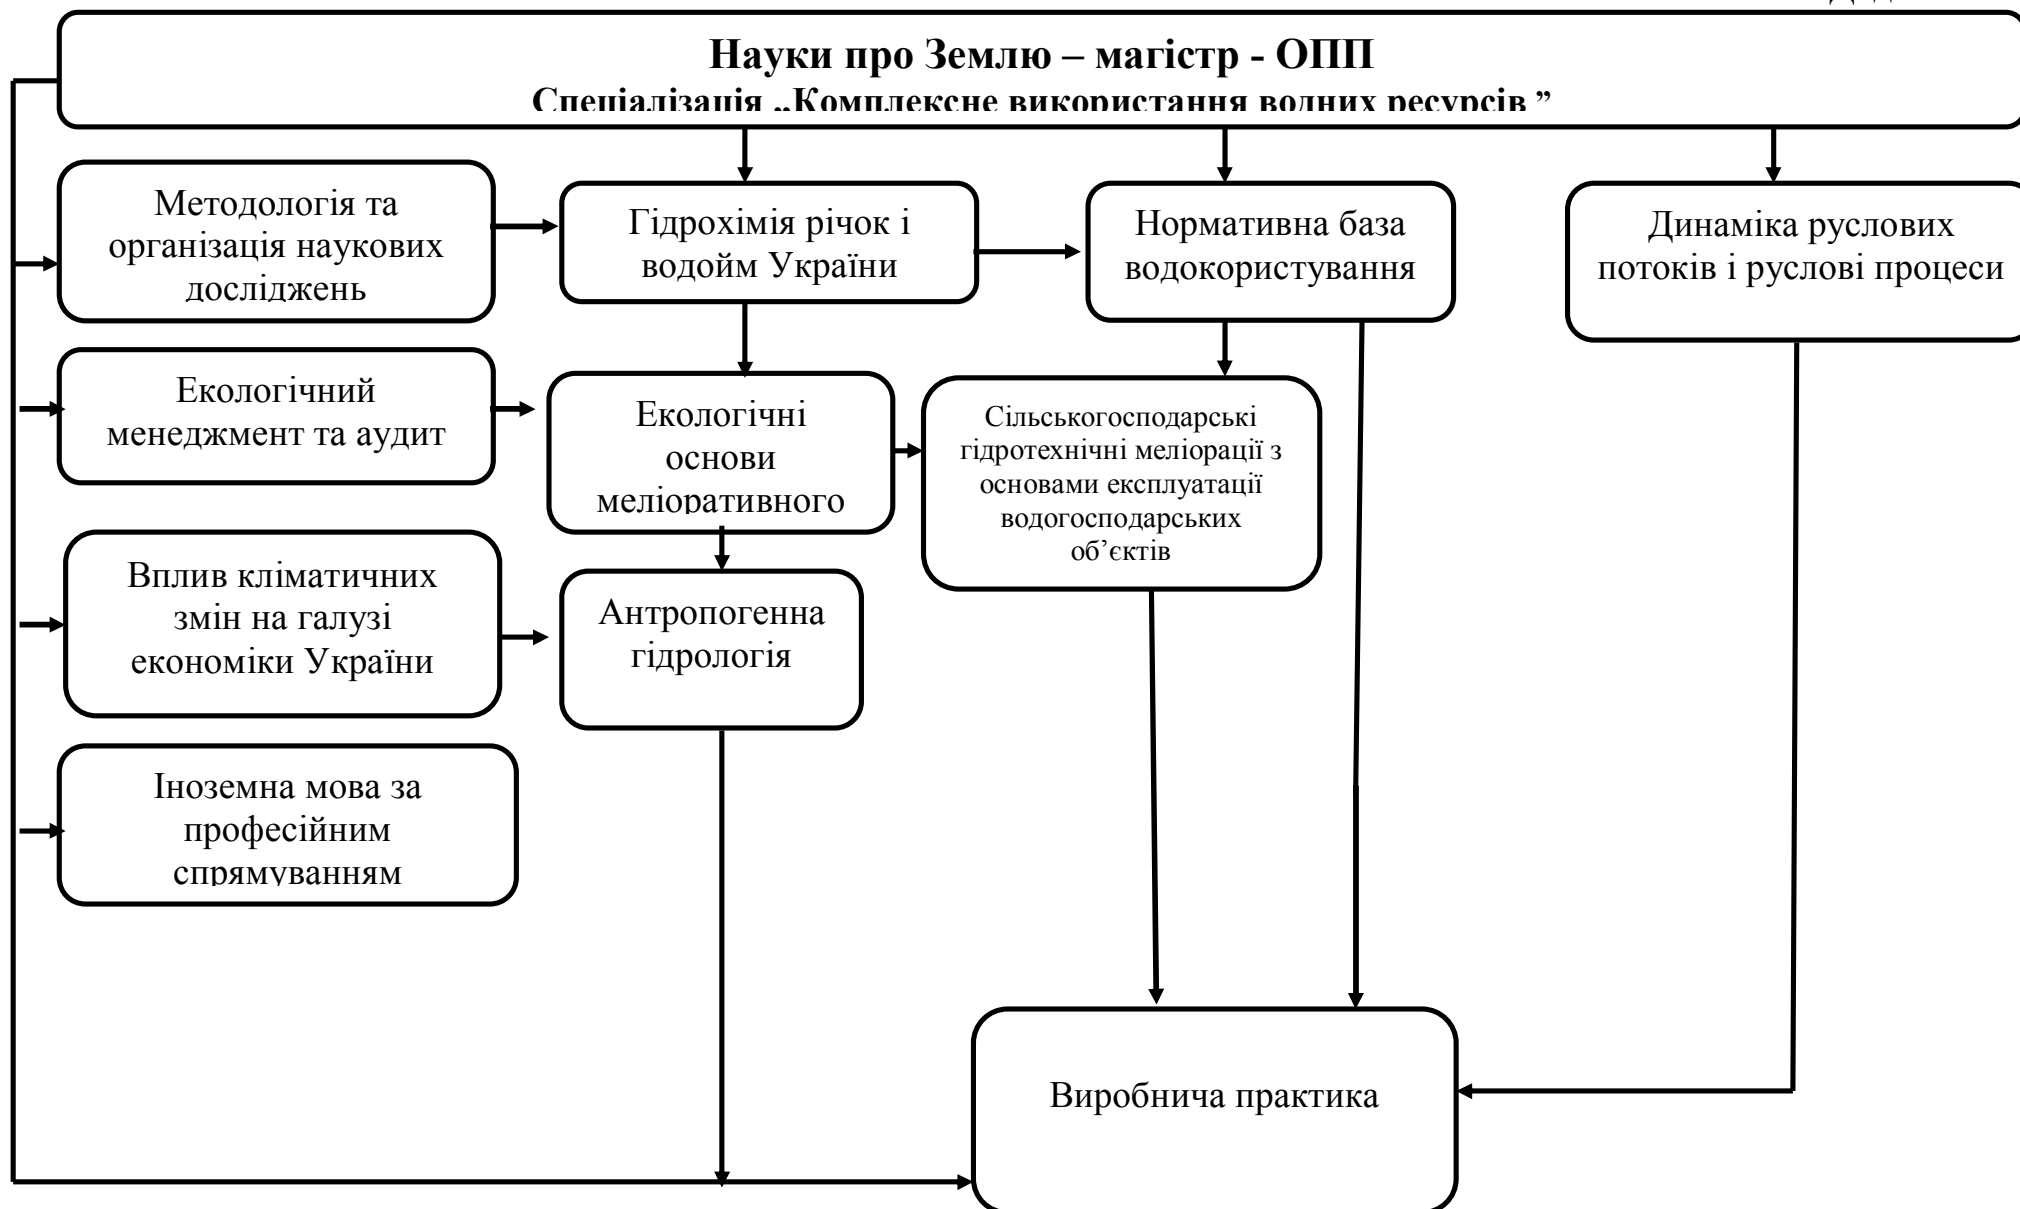 Науки про Землю – магістр - ОПП
Спеціалізація „Комплексне використання водних ресурсів ”
Методологія та
організація наукових
досліджень
Гідрохімія річок і
водойм України
Нормативна база
водокористування
Динаміка руслових
потоків і руслові процеси
Екологічний
менеджмент та аудит
Екологічні
основи
меліоративного
Сільськогосподарські
гідротехнічні меліорації з
основами експлуатації
водогосподарських
об’єктів
Вплив кліматичних
змін на галузі
економіки України
Антропогенна
гідрологія
Іноземна мова за
професійним
спрямуванням
Виробнича практика